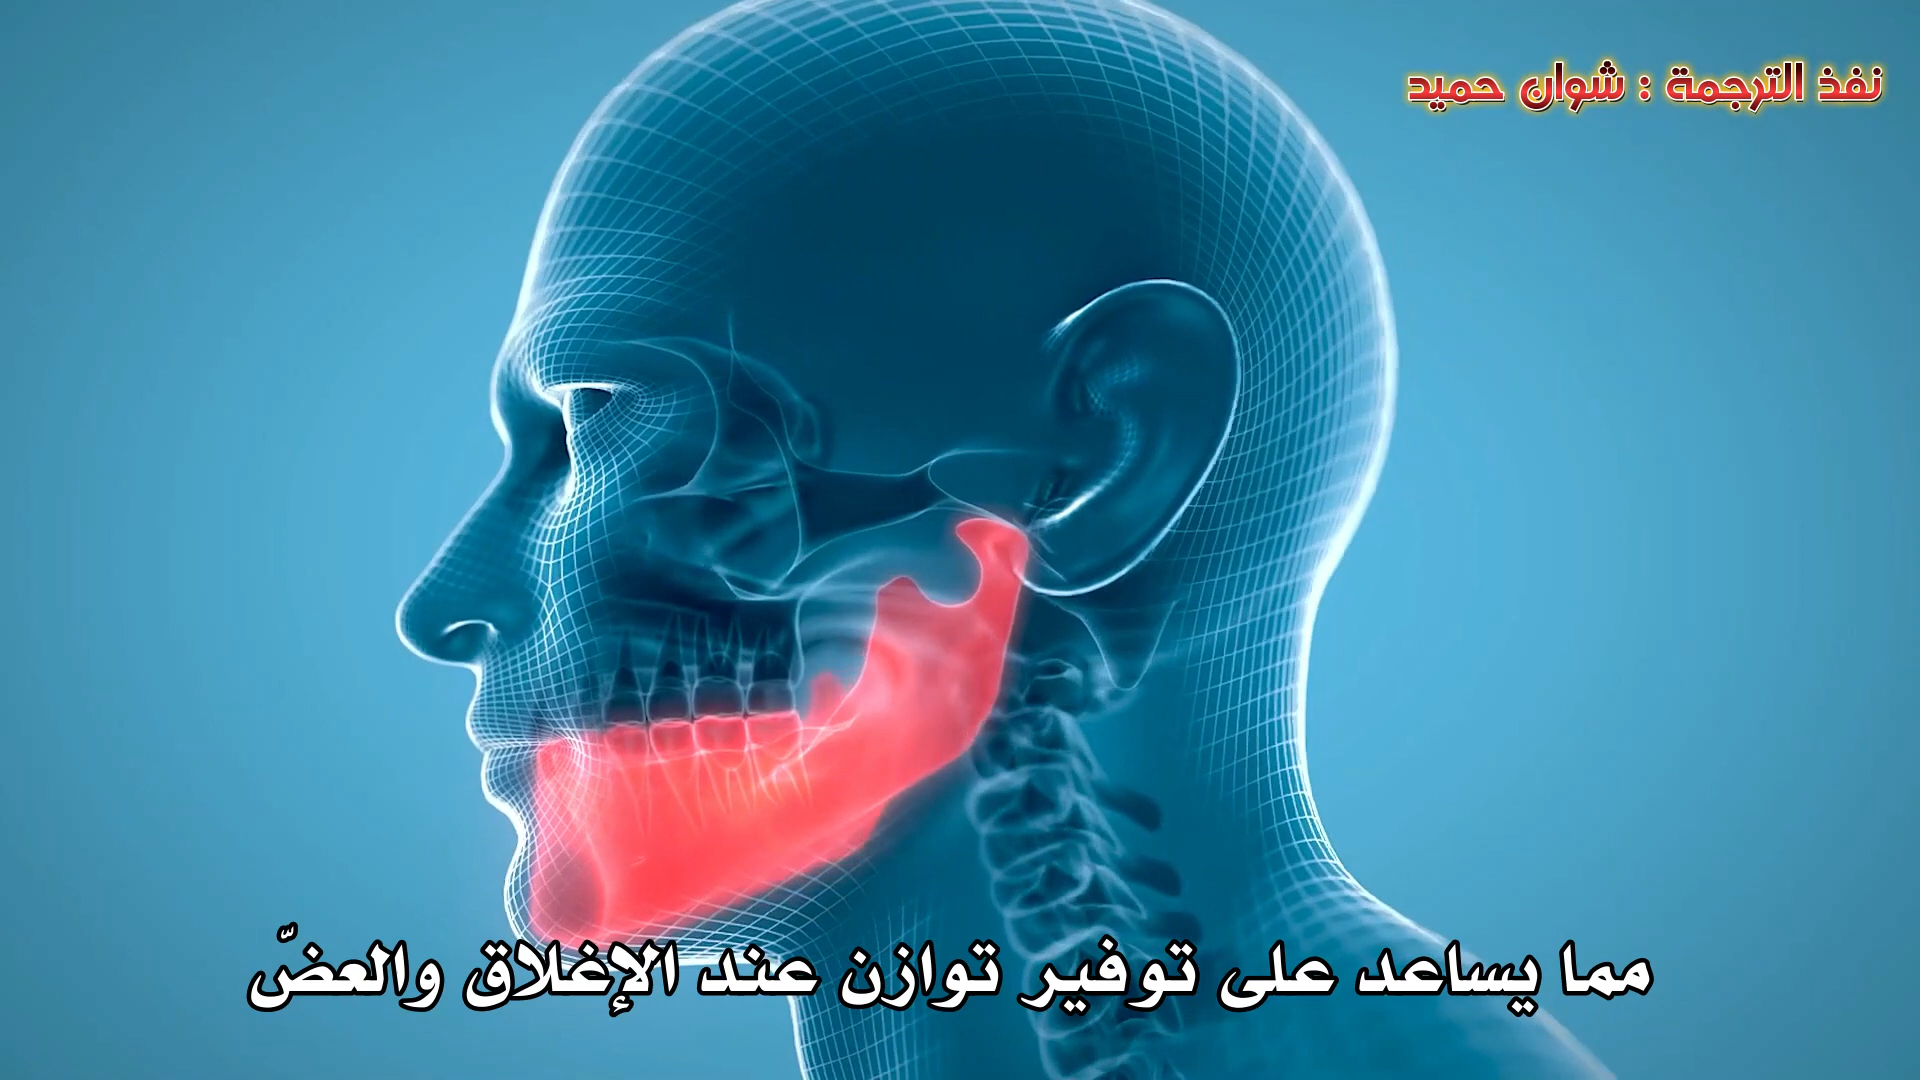 نفذ الترجمة : شوان حميد
مما يساعد على توفير توازن عند الإغلاق والعضّ